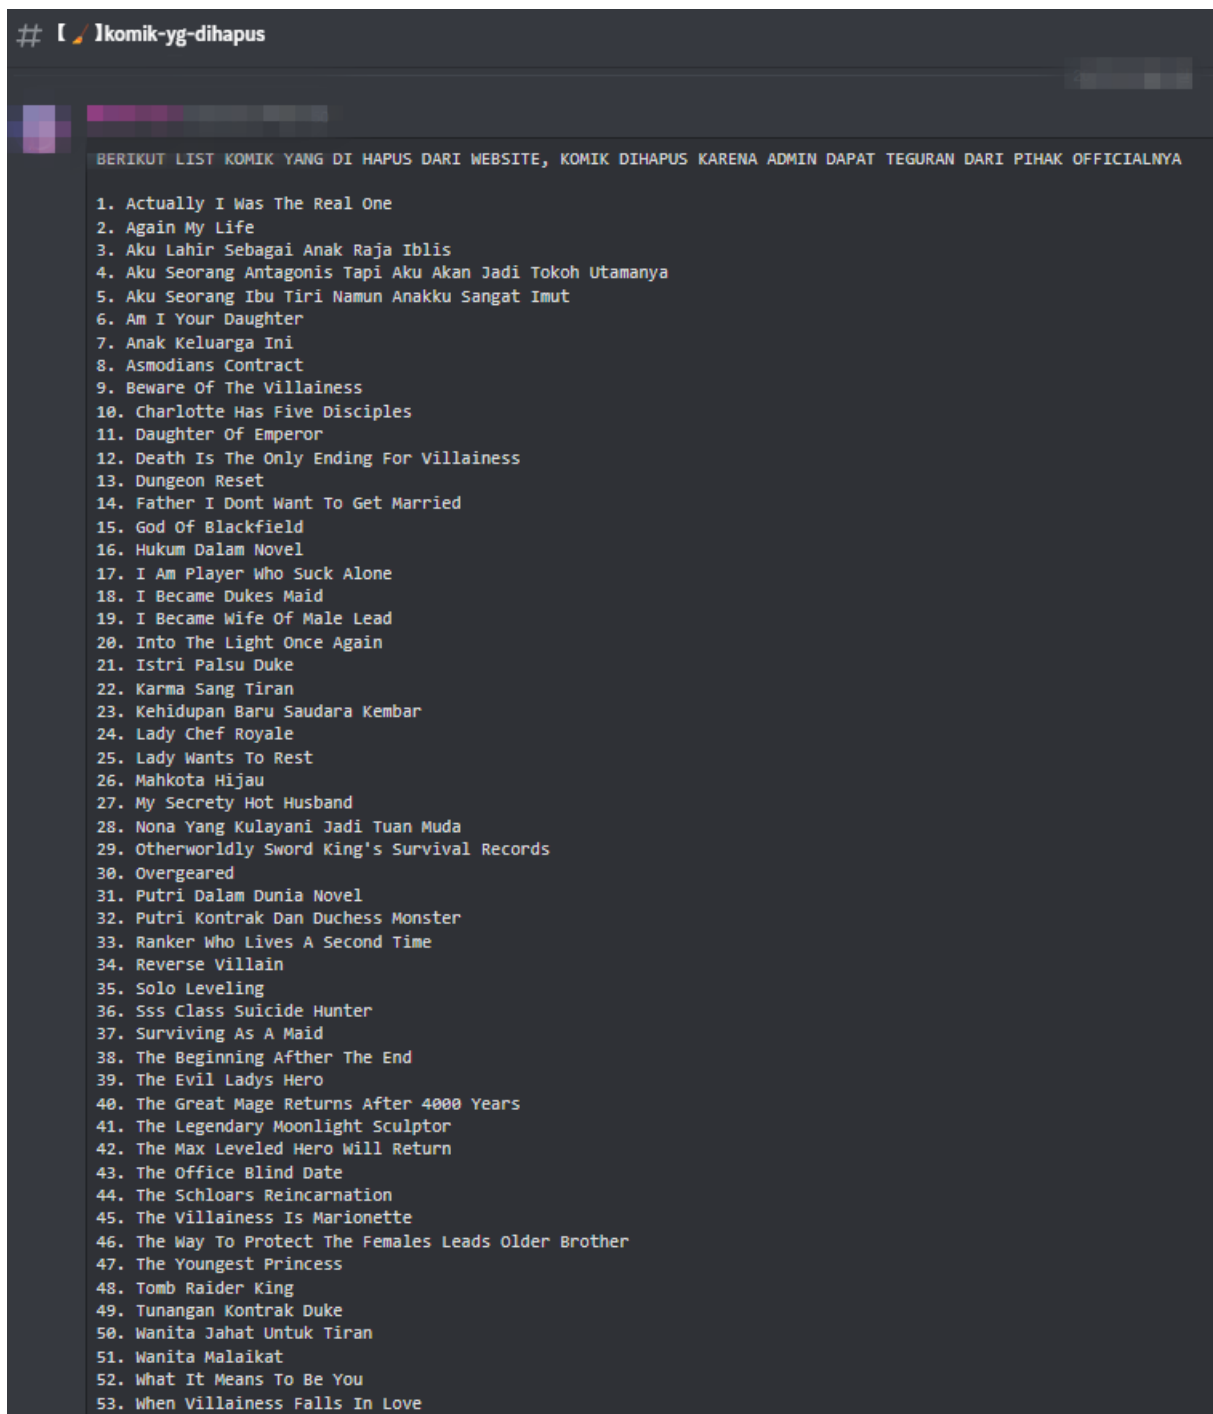 # 【🖌】komik-yg-dihapus
BERIKUT LIST KOMIK YANG DI HAPUS DARI WEBSITE, KOMIK DIHAPUS KARENA ADMIN DAPAT TEGURAN DARI PIHAK OFFICIALNYA
1. Actually I Was The Real One
2. Again My Life
3. Aku Lahir Sebagai Anak Raja Iblis
4. Aku Seorang Antagonis Tapi Aku Akan Jadi Tokoh Utamanya
5. Aku Seorang Ibu Tiri Namun Anakku Sangat Imut
6. Am I Your Daughter
7. Anak Keluarga Ini
8. Asmodians Contract
9. Beware Of The Villainess
10. Charlotte Has Five Disciples
11. Daughter Of Emperor
12. Death Is The Only Ending For Villainess
13. Dungeon Reset
14. Father I Dont Want To Get Married
15. God Of Blackfield
16. Hukum Dalam Novel
17. I Am Player Who Suck Alone
18. I Became Dukes Maid
19. I Became Wife Of Male Lead
20. Into The Light Once Again
21. Istri Palsu Duke
22. Karma Sang Tiran
23. Kehidupan Baru Saudara Kembar
24. Lady Chef Royale
25. Lady Wants To Rest
26. Mahkota Hijau
27. My Secrety Hot Husband
28. Nona Yang Kulayani Jadi Tuan Muda
29. Otherworldly Sword King's Survival Records
30. Overgeared
31. Putri Dalam Dunia Novel
32. Putri Kontrak Dan Duchess Monster
33. Ranker Who Lives A Second Time
34. Reverse Villain
35. Solo Leveling
36. Sss Class Suicide Hunter
37. Surviving As A Maid
38. The Beginning Afther The End
39. The Evil Ladys Hero
40. The Great Mage Returns After 4000 Years
41. The Legendary Moonlight Sculptor
42. The Max Leveled Hero Will Return
43. The Office Blind Date
44. The Schloars Reincarnation
45. The Villainess Is Marionette
46. The Way To Protect The Females Leads Older Brother
47. The Youngest Princess
48. Tomb Raider King
49. Tunangan Kontrak Duke
50. Wanita Jahat Untuk Tiran
51. Wanita Malaikat
52. What It Means To Be You
53. When Villainess Falls In Love